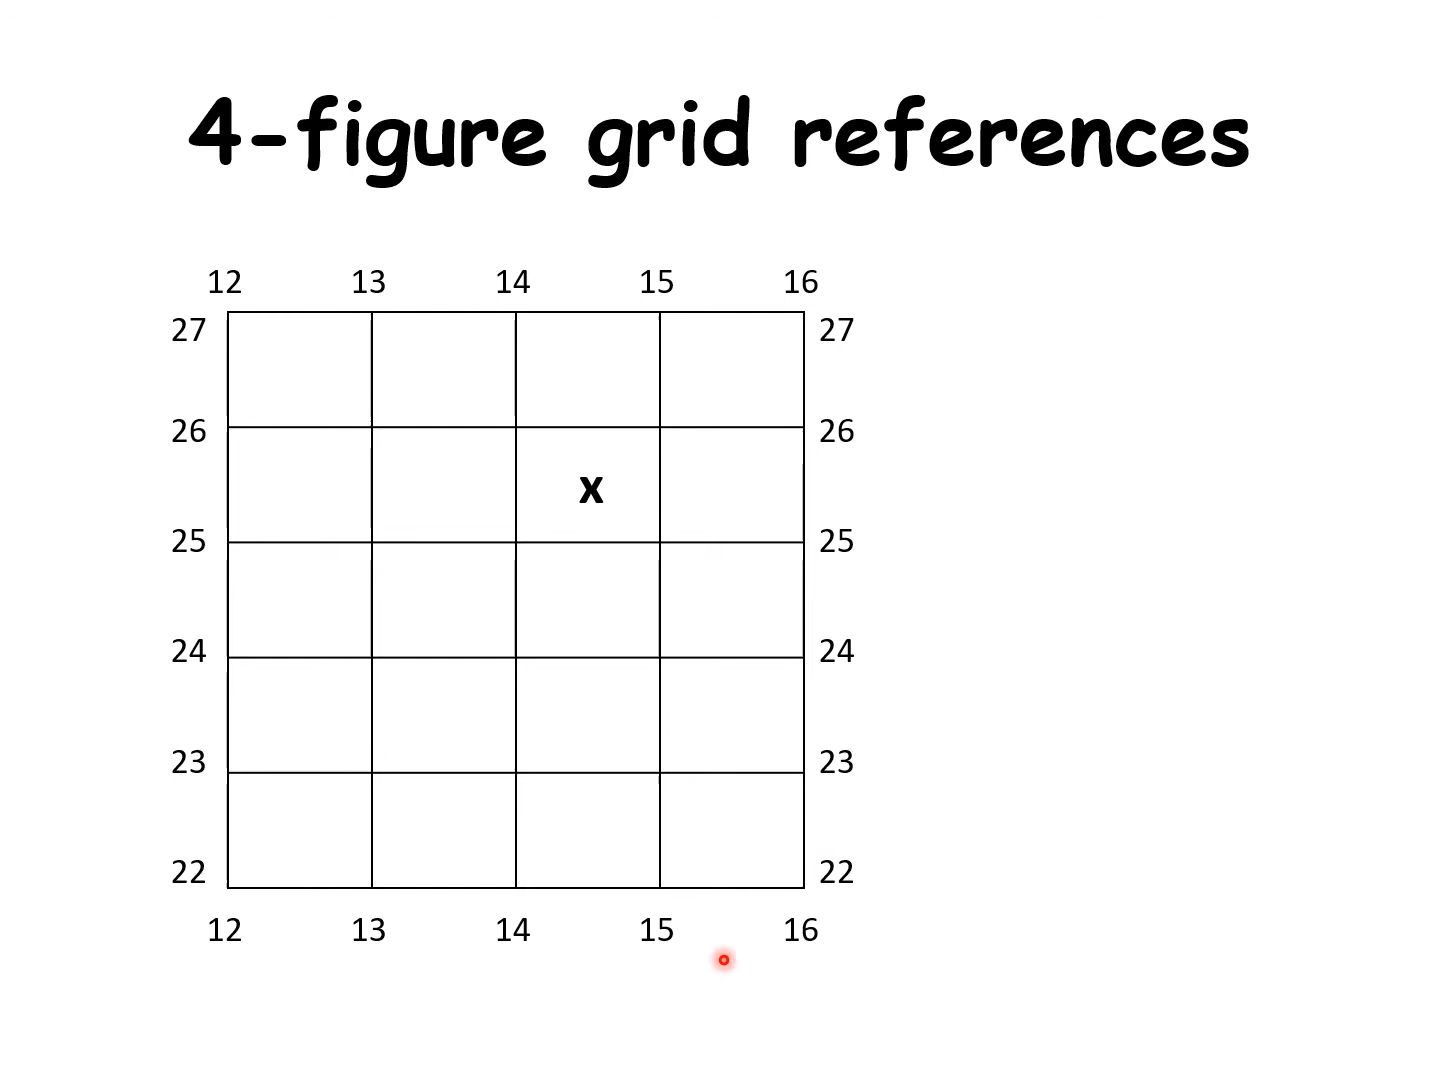 4-figure grid references
12 13 14 15 16
27 27
26 26
x
25 25
24 24
23 23
22 22
12 13 14 15 16